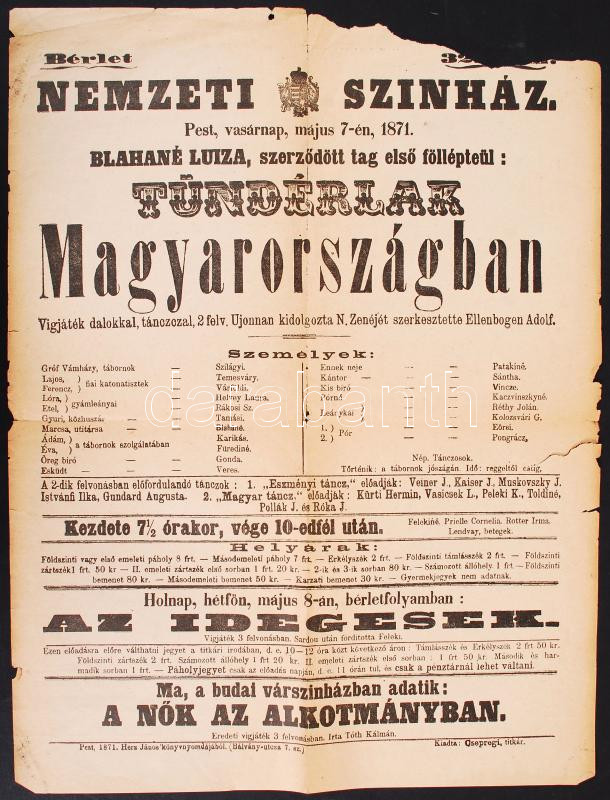 Bérlet 32
NEMZETI SZINHÁZ.
Pest, vasárnap, május 7-én, 1871.
BLAHANÉ LUIZA, szerződött tag első föllépteül :
TÜNDÉRLAK
Magyarországban
Vigjáték dalokkal, tánczczal, 2 felv. Ujonnan kidolgozta N. Zenéjét szerkesztette Ellenbogen Adolf.
Személyek:
Gróf Vámházy, tábornok — Szilágyi.
Lajos, ) Temesváry.
Ferencz, ) fiai katonatisztek — Váradi.
Lóra, ) Helvey Laura.
Etel, ) gyámleányai — Rákosi Sz.
Gyuri, közhuszár — Tamási.
Marcsa, utitársa — Blaháné.
Ádám, ) Karikás.
Éva, ) a tábornok szolgálatában — Fürediné.
Öreg biró — Gonda.
Esküdt — — Veres.
Ennek neje — — Patakiné.
Kántor — — — Sántha.
Kis biró — — Vincze.
Pórnő — — Kaczvinszkyné.
Leánykái — — Réthy Jolán.
Kolozsvári G.
1. ) Pór — — Eőrsi.
2. ) Pongrácz.
Nép. Tánczosok.
Történik: a tábornok jószágán. Idő: reggeltől estig.
A 2-dik felvonásban előfordulandó tánczok : 1. „Eszményi táncz,“ előadják: Veiner J., Kaiser J., Muskovszky J.
Istvánfi Ilka, Gundard Augusta. 2. „Magyar táncz,“ előadják : Kürti Hermin, Vasicsek L., Peleki K., Toldiné,
Pollák J. és Róka J.
Kezdete 7½ órakor, vége 10-edfél után.
Felekiné. Prielle Cornelia. Rotter Irma.
Lendvay, betegek.
Helyárak:
Földszinti vagy első emeleti páholy 8 frt. — Másodemeleti páholy 7 frt. — Erkélyszék 2 frt. — Földszinti támlásszék 2 frt. — Földszinti
zártszék 1 frt. 50 kr — II. emeleti zártszék első sorban 1 frt. 20 kr. — 2-ik és 3-ik sorban 80 kr. — Számozott állóhely. 1 frt — Földszinti
bemenet 80 kr. — Másodemeleti bemenet 50 kr. — Karzati bemenet 30 kr. — Gyermekjegyek nem adatnak.
Holnap, hétfőn, május 8-án, bérletfolyamban :
AZ IDEGESEK.
Vigjáték 3 felvonásban. Sardou után forditotta Feleki.
Ezen előadásra előre válthatni jegyet a titkári irodában, d. e. 10—12 óra közt következő áron : Támlásszék és Erkélyszék 2 frt 50 kr.
Földszinti zártszék 2 frt. Számozott állóhely 1 frt 20 kr. II. emeleti zártszék első sorban : 1 frt 50 kr. Második és har-
madik sorban 1 frt. — Páholyjegyet csak az előadás napján, d. e. 11 órán tul, és csak a pénztárnál lehet váltani.
Ma, a budai várszinházban adatik:
A NŐK AZ ALKOTMÁNYBAN.
Eredeti vigjáték 3 felvonásban. Irta Tóth Kálmán.
Pest, 1871. Herz János könyvnyomdájából. (Bálvány-utcza 7. sz.) Kiadta: Csepregi, titkár.
darabanth